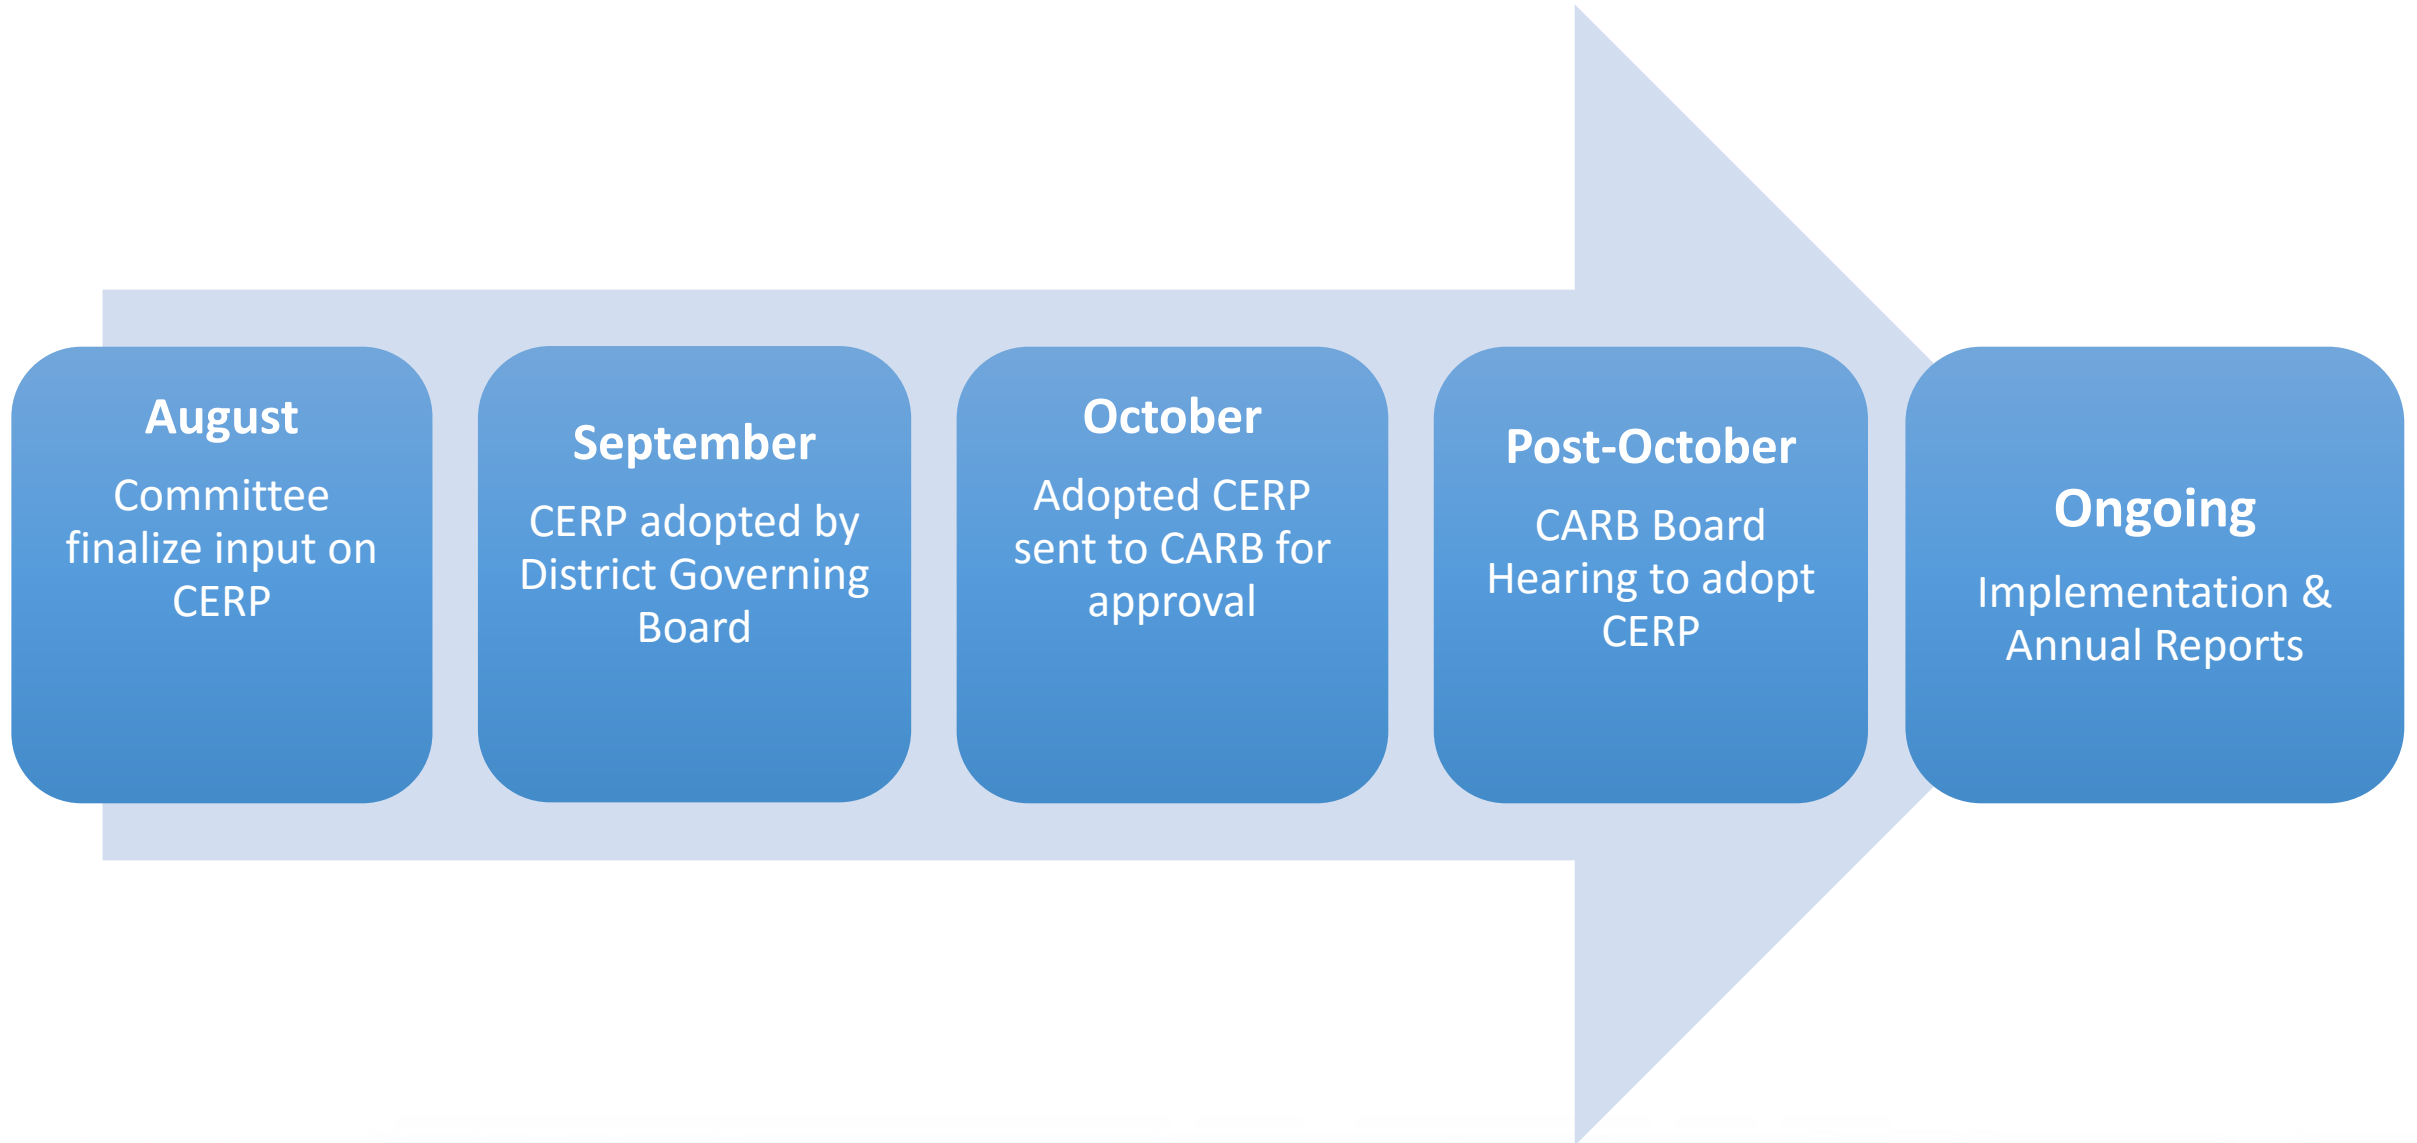 August
Committee
finalize input on
CERP
September
CERP adopted by
District Governing
Board
October
Adopted CERP
sent to CARB for
approval
Post-October
CARB Board
Hearing to adopt
CERP
Ongoing
Implementation &
Annual Reports